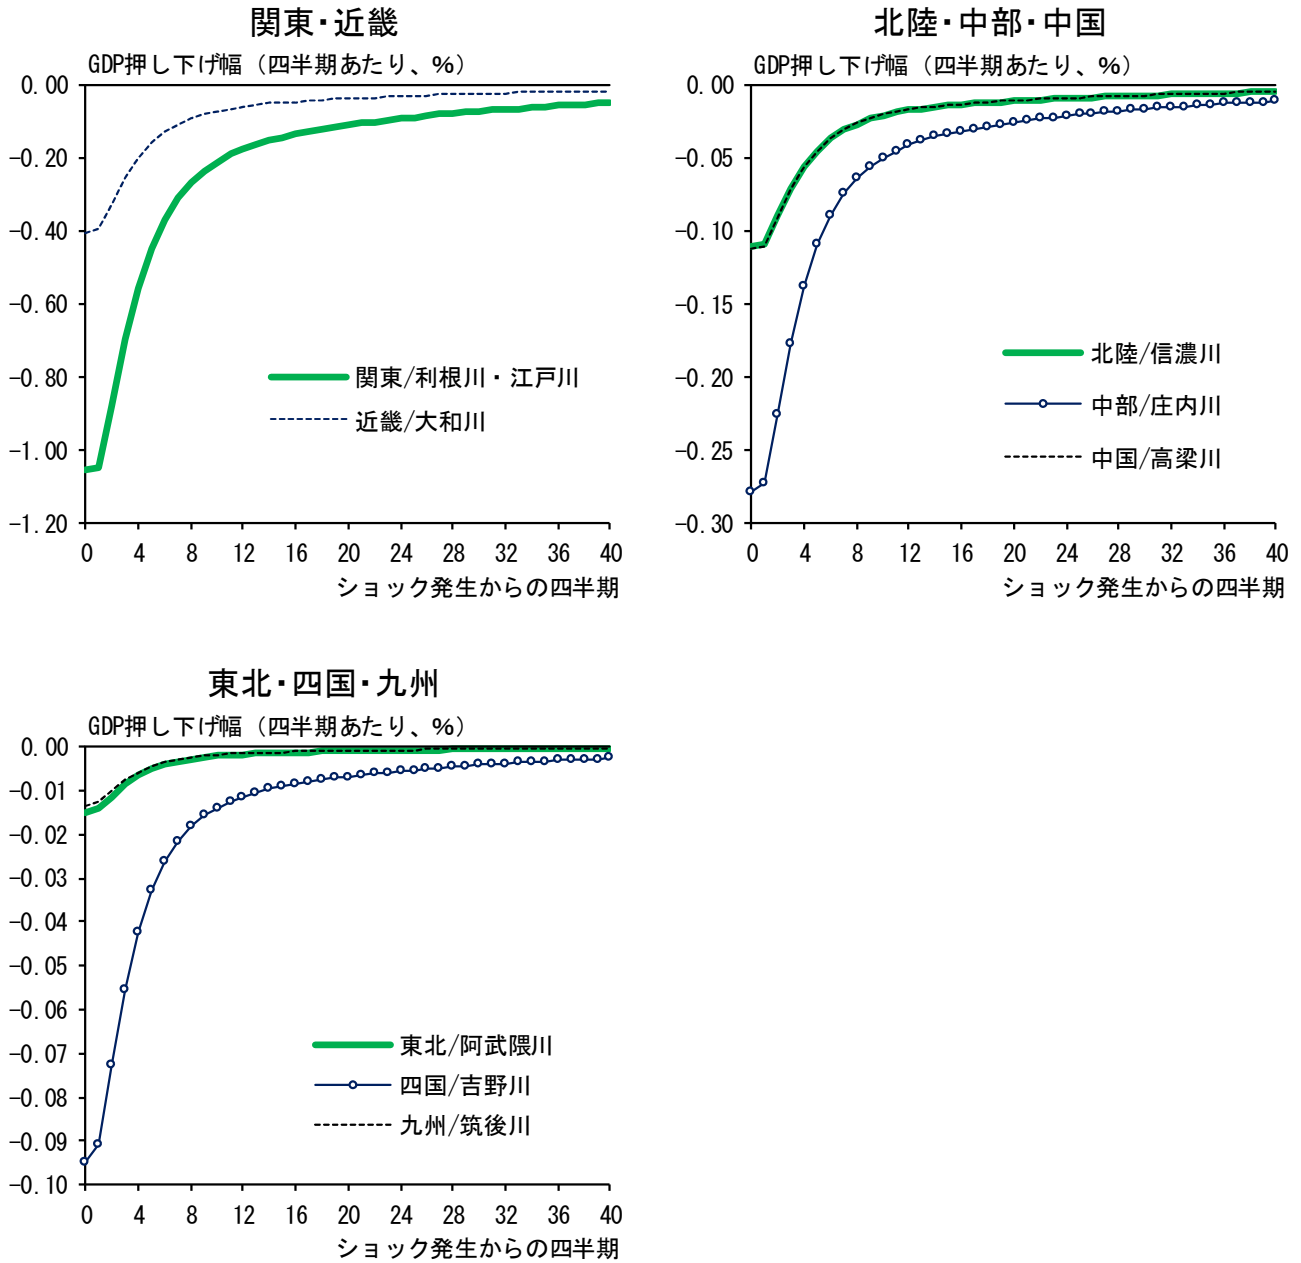 関東・近畿
GDP押し下げ幅（四半期あたり、%）
0.00
-0.20
-0.40
-0.60
-0.80
-1.00
-1.20
関東/利根川・江戸川
近畿/大和川
0 4 8 12 16 20 24 28 32 36 40
ショック発生からの四半期
北陸・中部・中国
GDP押し下げ幅（四半期あたり、%）
0.00
-0.05
-0.10
-0.15
-0.20
-0.25
-0.30
北陸/信濃川
中部/庄内川
中国/高梁川
0 4 8 12 16 20 24 28 32 36 40
ショック発生からの四半期
東北・四国・九州
GDP押し下げ幅（四半期あたり、%）
0.00
-0.01
-0.02
-0.03
-0.04
-0.05
-0.06
-0.07
-0.08
-0.09
-0.10
東北/阿武隈川
四国/吉野川
九州/筑後川
0 4 8 12 16 20 24 28 32 36 40
ショック発生からの四半期